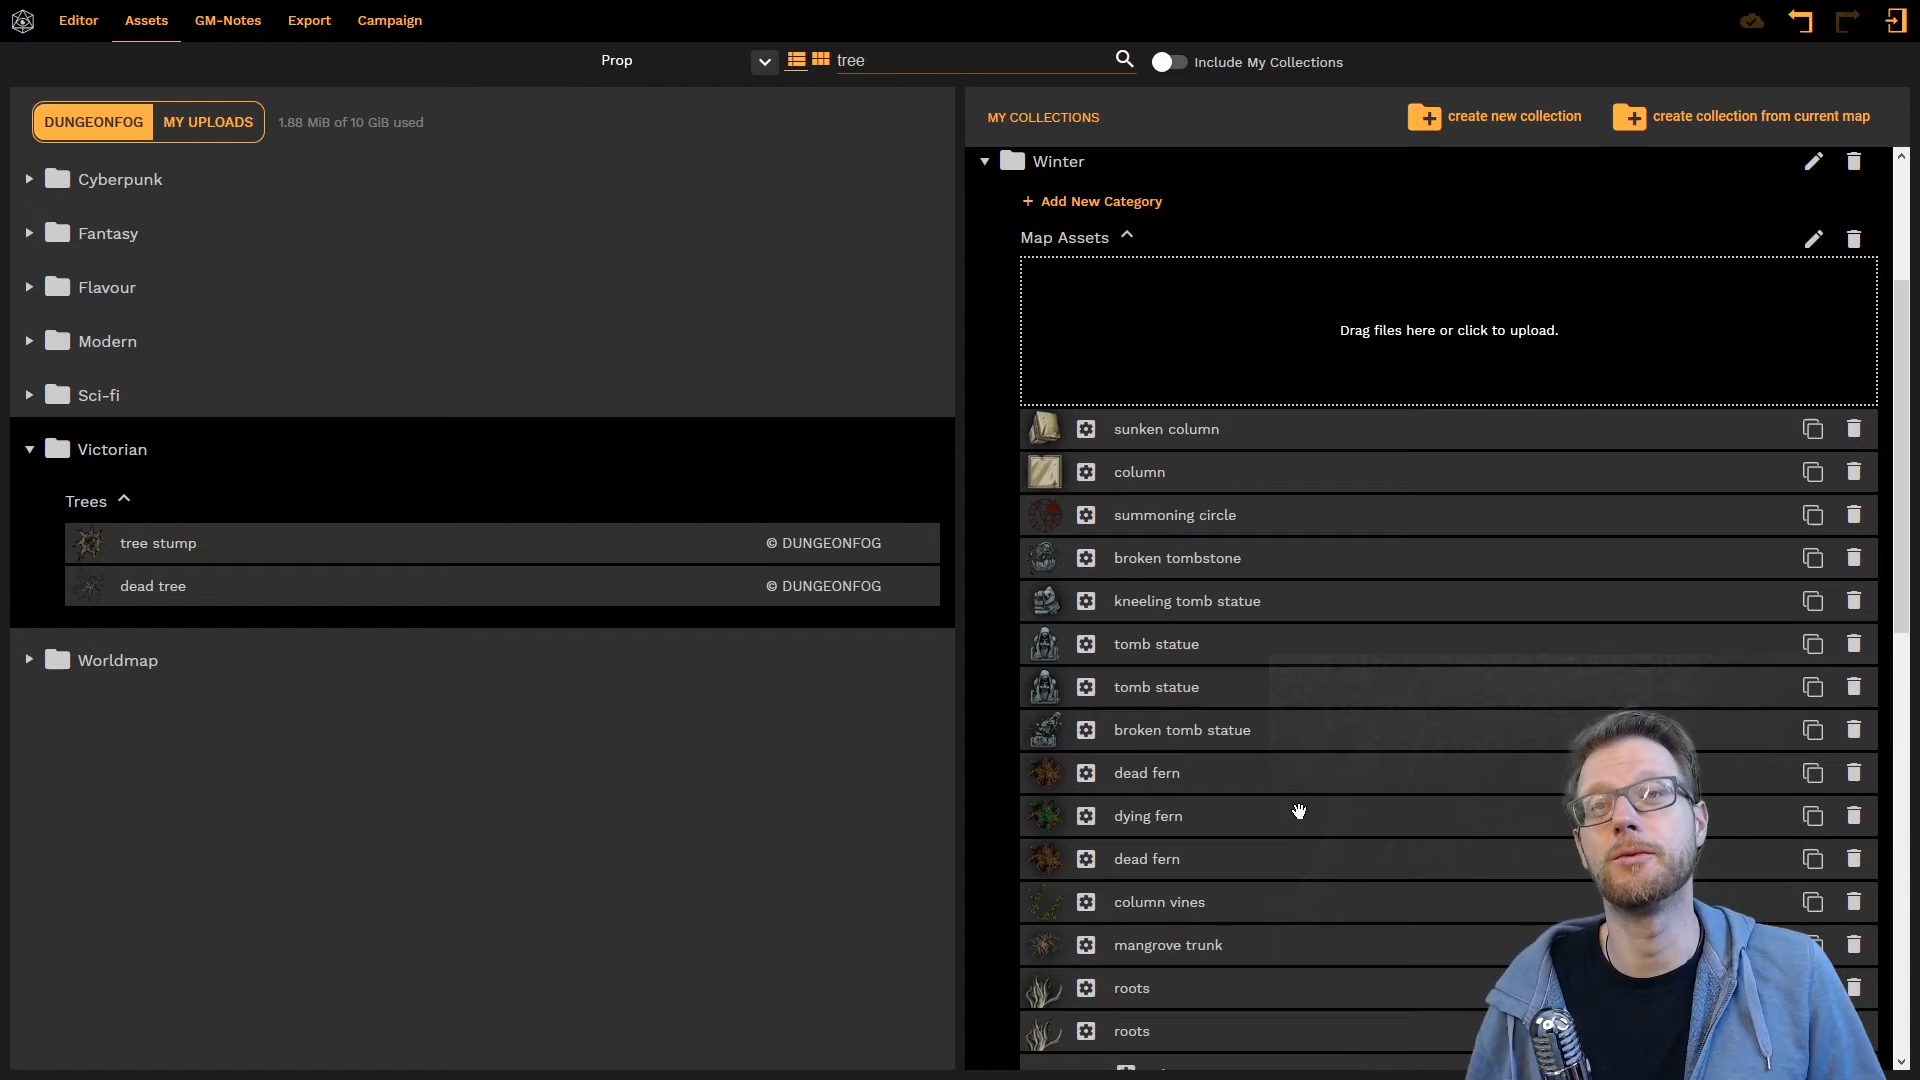 Editor Assets GM-Notes Export Campaign
Prop tree Include My Collections
DUNGEONFOG MY UPLOADS 1.88 MiB of 10 GiB used
Cyberpunk
Fantasy
Flavour
Modern
Sci-fi
Victorian
Trees
tree stump © DUNGEONFOG
dead tree © DUNGEONFOG
Worldmap
MY COLLECTIONS create new collection create collection from current map
Winter
+ Add New Category
Map Assets
Drag files here or click to upload.
sunken column
column
summoning circle
broken tombstone
kneeling tomb statue
tomb statue
tomb statue
broken tomb statue
dead fern
dying fern
dead fern
column vines
mangrove trunk
roots
roots